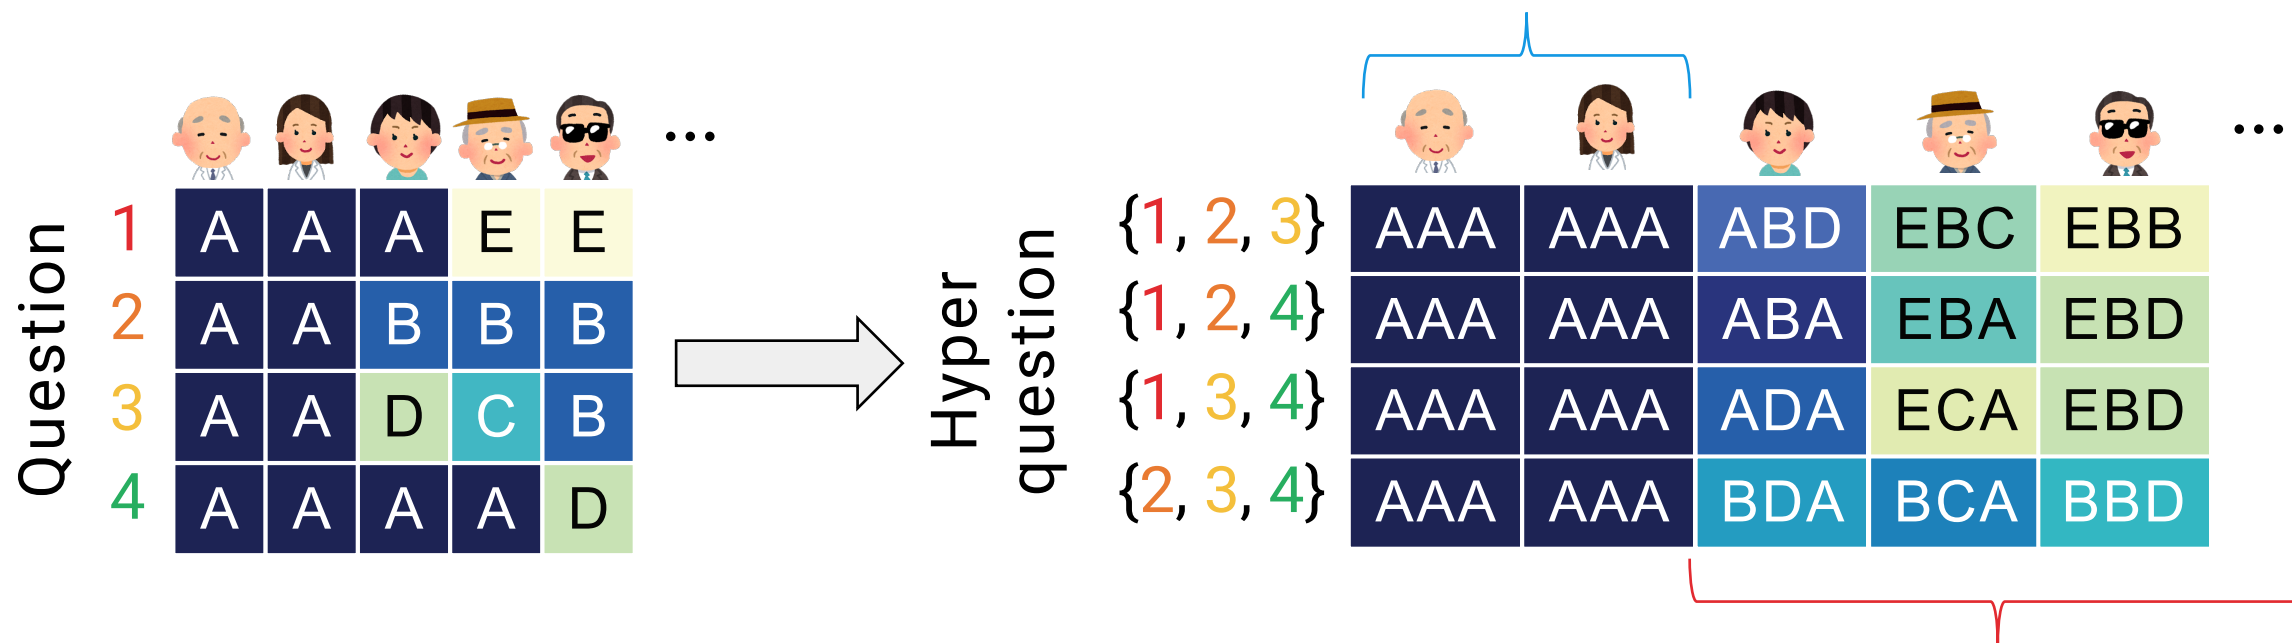 ...
...
Question
1 A A A E E
2 A A B B B
3 A A D C B
4 A A A A D
Hyper
question
{1, 2, 3} AAA AAA ABD EBC EBB
{1, 2, 4} AAA AAA ABA EBA EBD
{1, 3, 4} AAA AAA ADA ECA EBD
{2, 3, 4} AAA AAA BDA BCA BBD